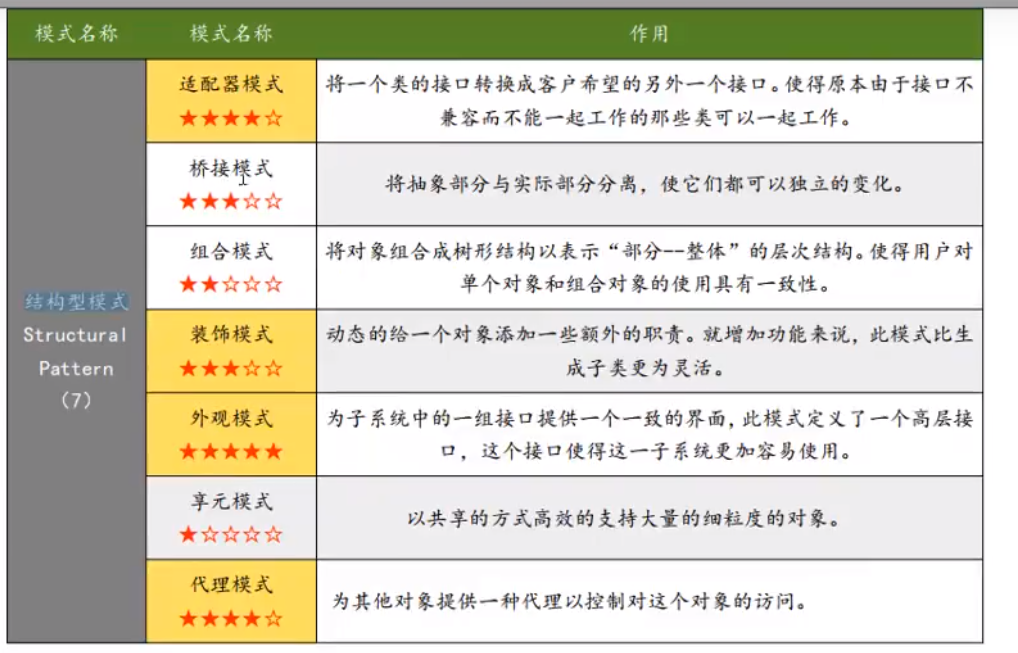 模式名称 模式名称 作用
结构型模式
Structural
Pattern
（7）
适配器模式
★★★★☆
将一个类的接口转换成客户希望的另外一个接口。使得原本由于接口不
兼容而不能一起工作的那些类可以一起工作。
桥接模式
★★★☆☆
将抽象部分与实际部分分离，使它们都可以独立的变化。
组合模式
★★☆☆☆
将对象组合成树形结构以表示“部分--整体”的层次结构。使得用户对
单个对象和组合对象的使用具有一致性。
装饰模式
★★★☆☆
动态的给一个对象添加一些额外的职责。就增加功能来说，此模式比生
成子类更为灵活。
外观模式
★★★★★
为子系统中的一组接口提供一个一致的界面，此模式定义了一个高层接
口，这个接口使得这一子系统更加容易使用。
享元模式
★☆☆☆☆
以共享的方式高效的支持大量的细粒度的对象。
代理模式
★★★★☆
为其他对象提供一种代理以控制对这个对象的访问。